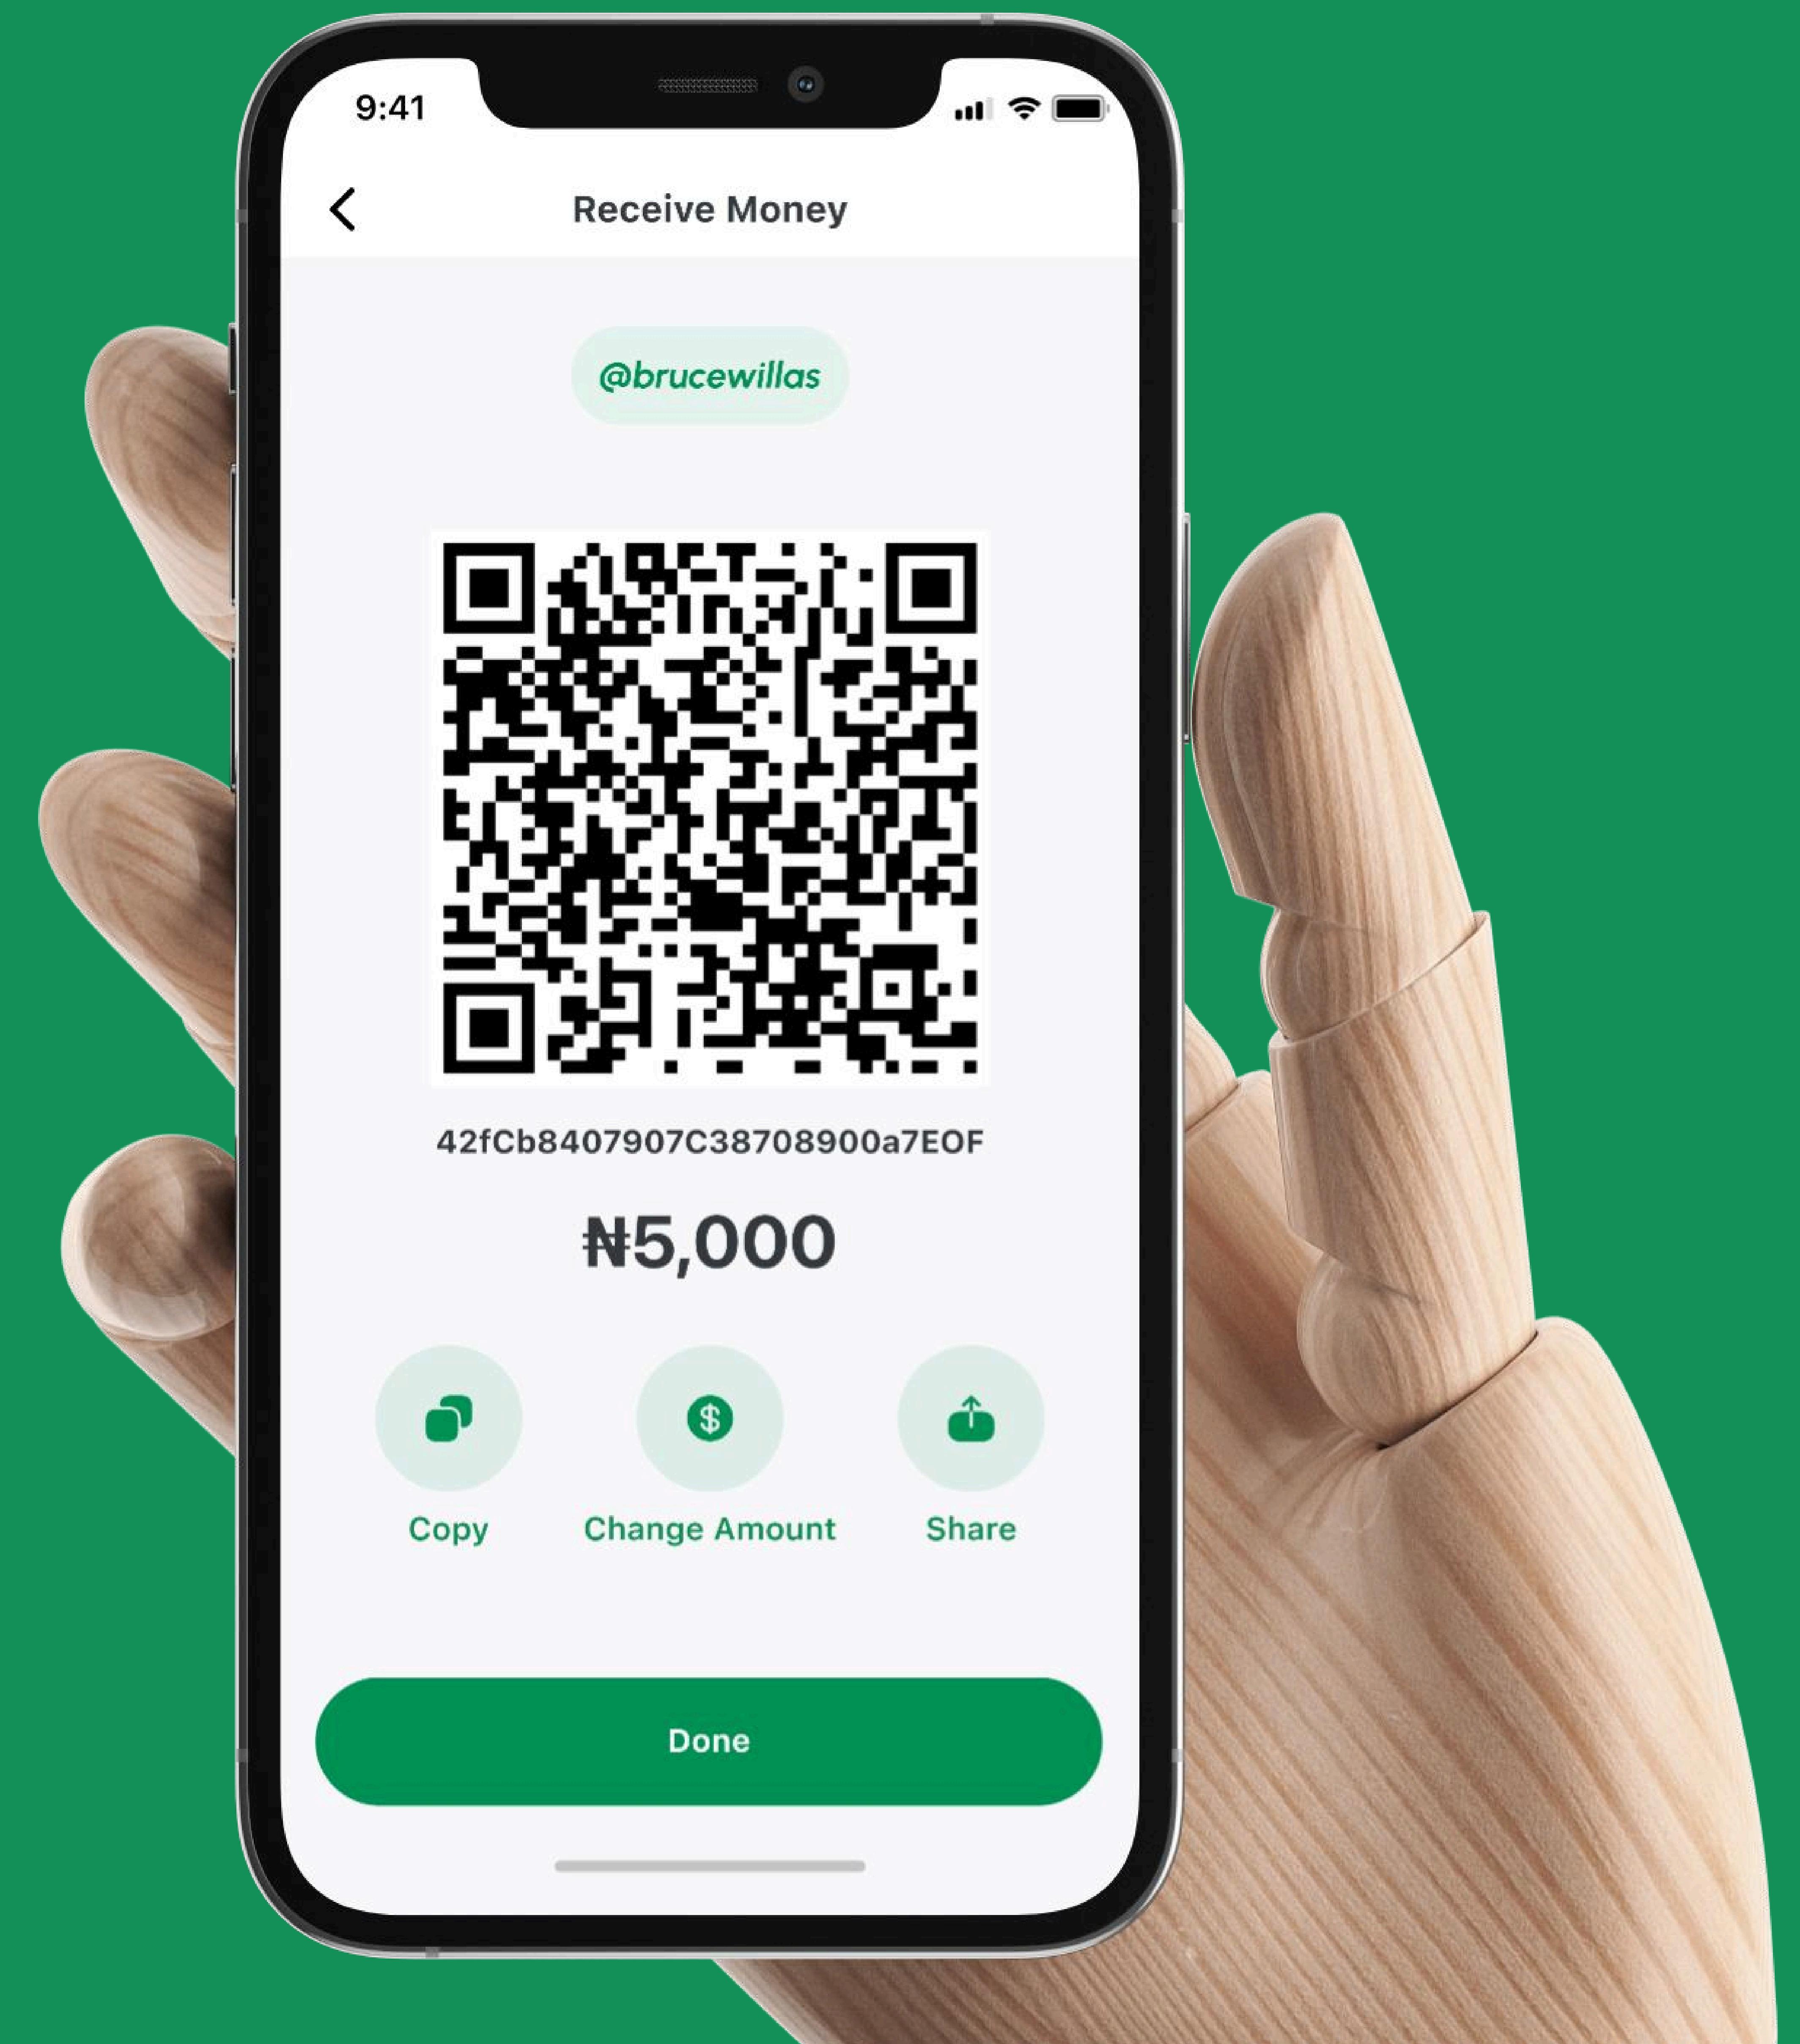 9:41
Receive Money
@brucewillas
42fCb8407907C38708900a7EOF
₦5,000
$
Copy Change Amount Share
Done